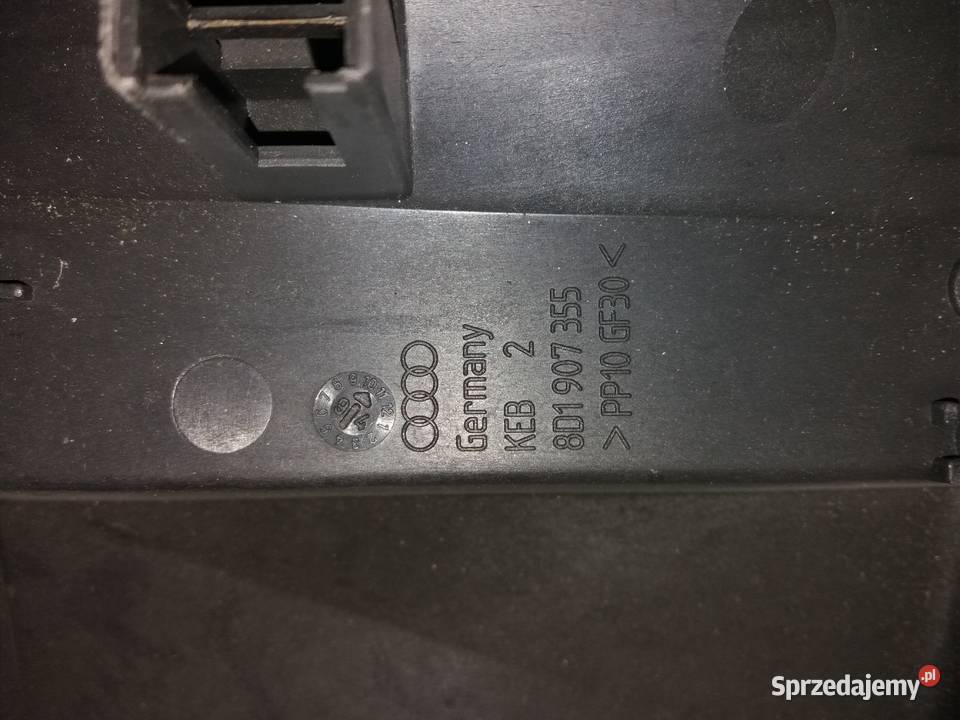 Germany
KEB 2
8D1 907 355
>PP10 GF30<
Sprzedajemy.pl